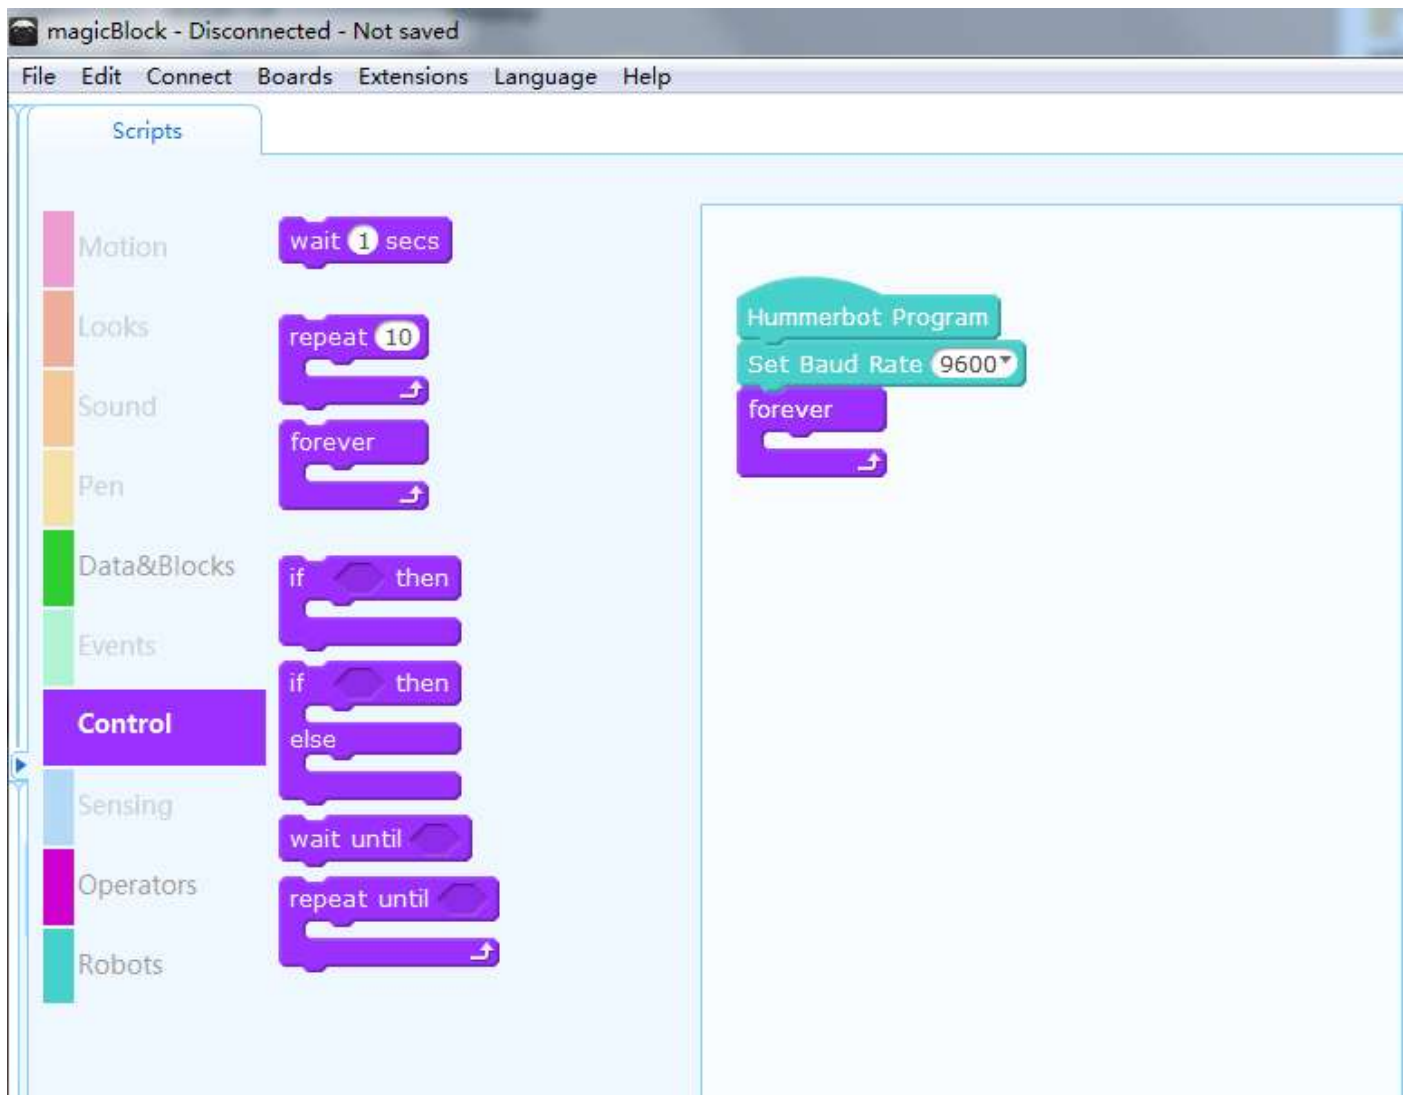 magicBlock - Disconnected - Not saved
File Edit Connect Boards Extensions Language Help
Scripts
Motion
Looks
Sound
Pen
Data&Blocks
Events
Control
Sensing
Operators
Robots
wait 1 secs
repeat 10
forever
if then
if then
else
wait until
repeat until
Hummerbot Program
Set Baud Rate 9600
forever